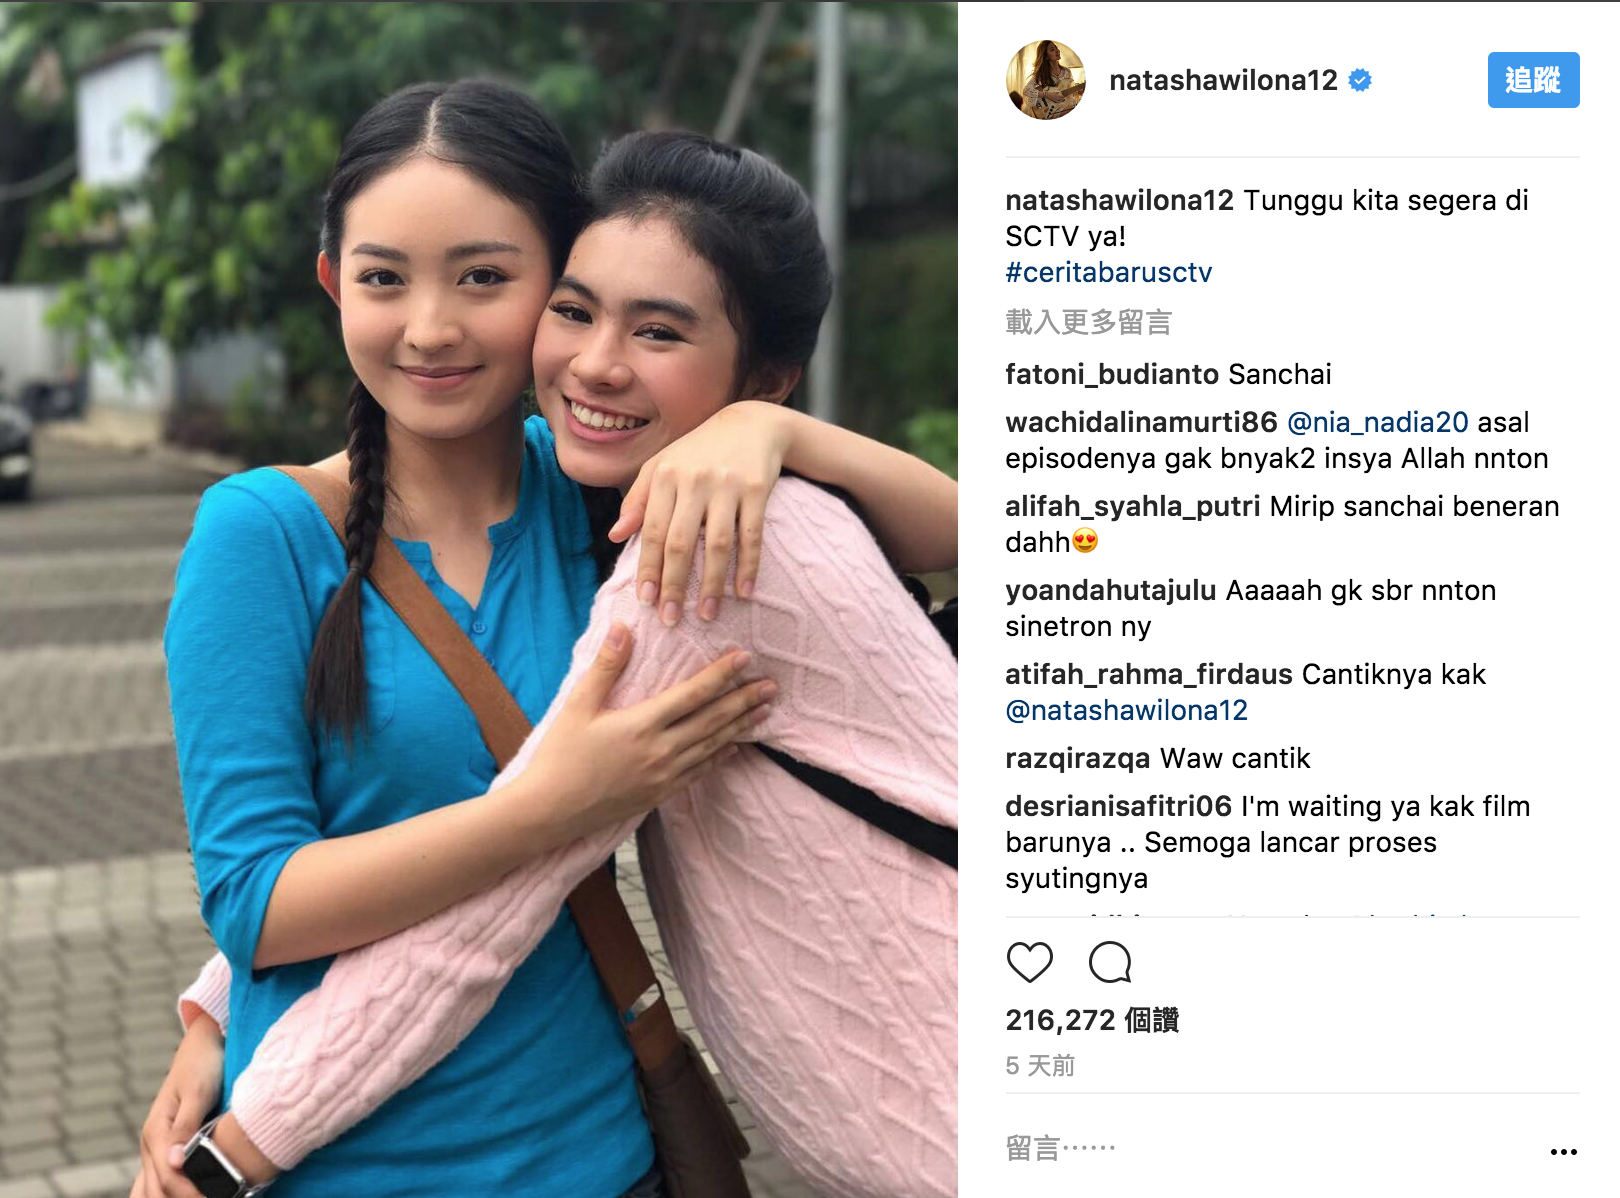 natashawilona12
追蹤
natashawilona12 Tunggu kita segera di
SCTV ya!
#ceritabarusctv
載入更多留言
fatoni_budianto Sanchai
wachidalinamurti86 @nia_nadia20 asal
episodenya gak bnyak2 insya Allah nnton
alifah_syahla_putri Mirip sanchai beneran
dahh😍
yoandahutajulu Aaaaah gk sbr nnton
sinetron ny
atifah_rahma_firdaus Cantiknya kak
@natashawilona12
razqirazqa Waw cantik
desrianisafitri06 I'm waiting ya kak film
barunya .. Semoga lancar proses
syutingnya
216,272 個讚
5 天前
留言……